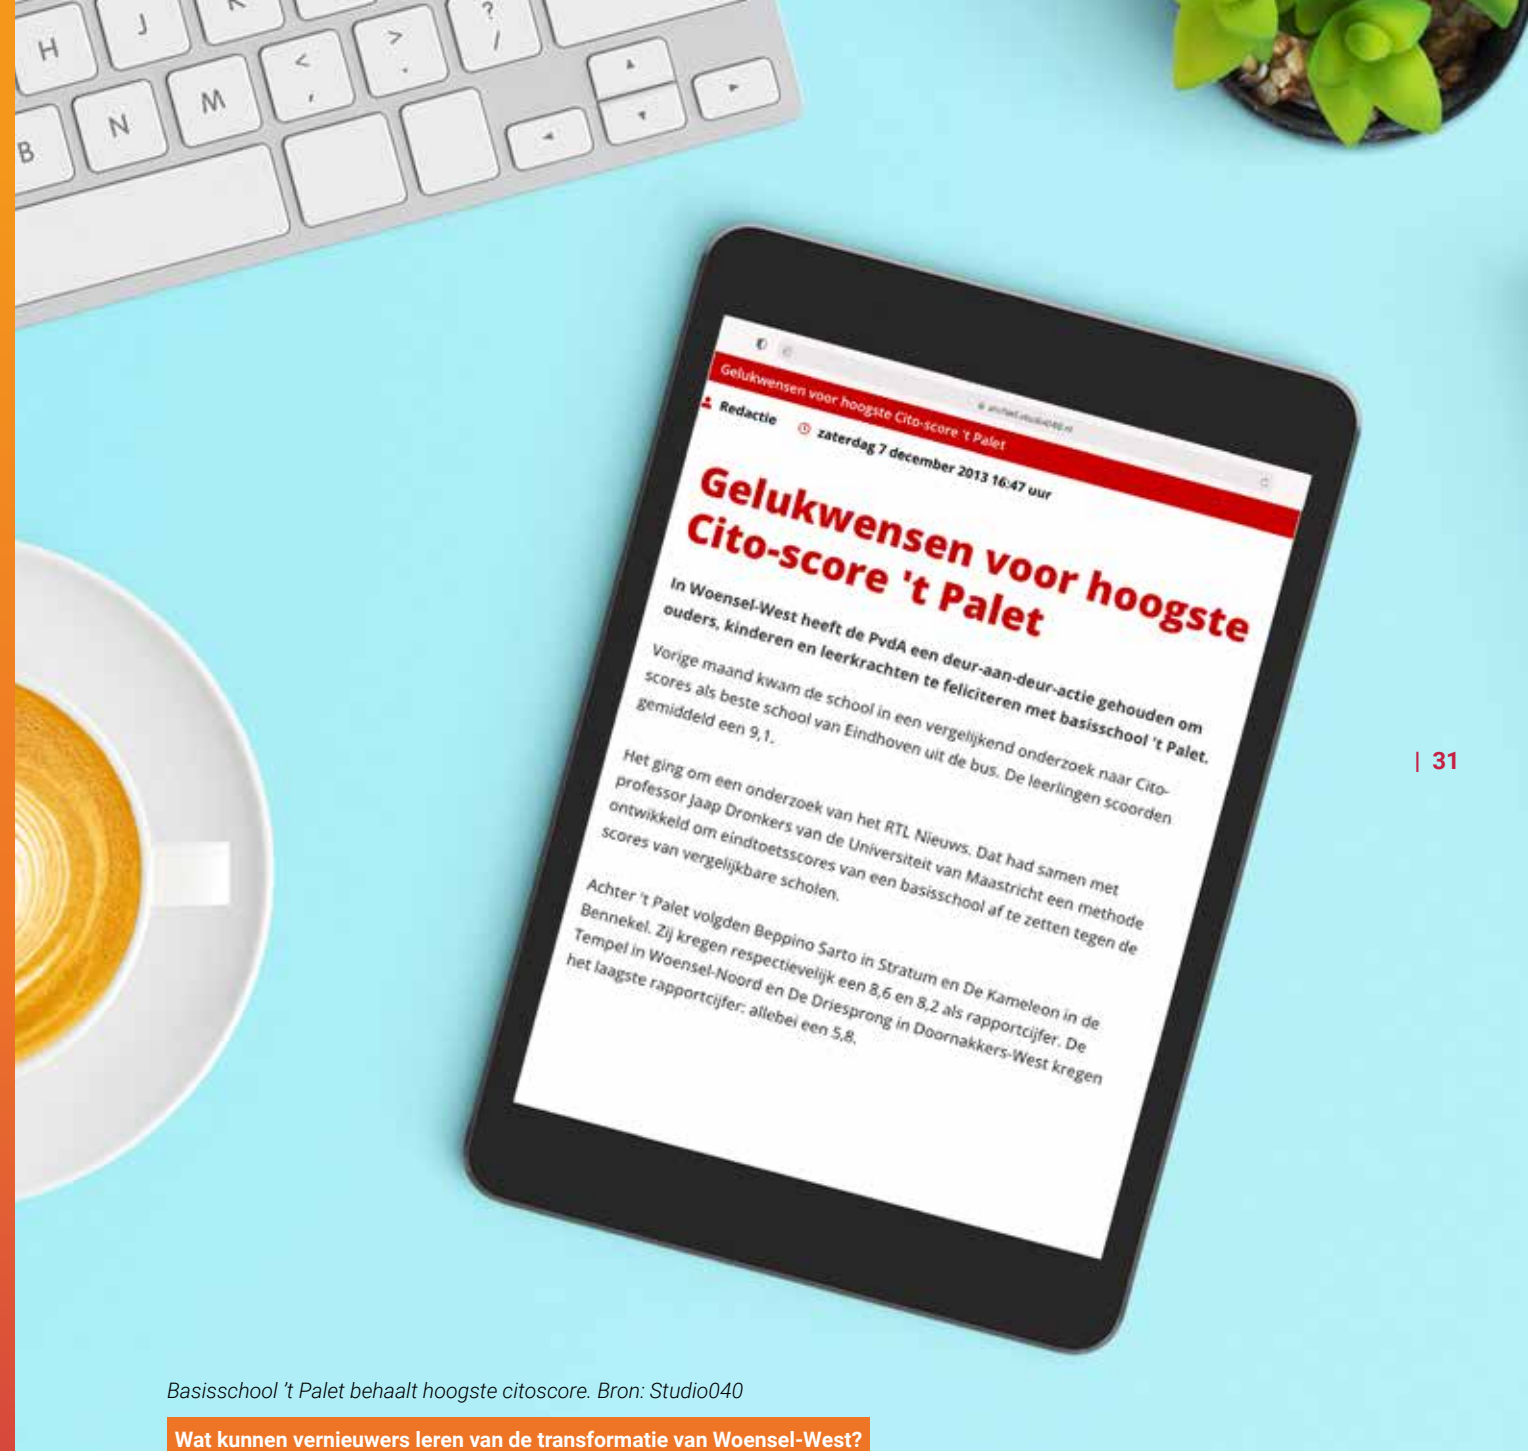 H
J
K
<
,
>
.
?
/
B
N
M
archief.studio040.nl
Gelukwensen voor hoogste Cito-score 't Palet
Redactie zaterdag 7 december 2013 16:47 uur
Gelukwensen voor hoogste
Cito-score 't Palet
In Woensel-West heeft de PvdA een deur-aan-deur-actie gehouden om
ouders, kinderen en leerkrachten te feliciteren met basisschool 't Palet.
Vorige maand kwam de school in een vergelijkend onderzoek naar Cito-
scores als beste school van Eindhoven uit de bus. De leerlingen scoorden
gemiddeld een 9,1.
Het ging om een onderzoek van het RTL Nieuws. Dat had samen met
professor Jaap Dronkers van de Universiteit van Maastricht een methode
ontwikkeld om eindtoetsscores van een basisschool af te zetten tegen de
scores van vergelijkbare scholen.
Achter 't Palet volgden Beppino Sarto in Stratum en De Kameleon in de
Bennekel. Zij kregen respectievelijk een 8,6 en 8,2 als rapportcijfer. De
Tempel in Woensel-Noord en De Driesprong in Doornakkers-West kregen
het laagste rapportcijfer: allebei een 5,8.
| 31
Basisschool ’t Palet behaalt hoogste citoscore. Bron: Studio040
Wat kunnen vernieuwers leren van de transformatie van Woensel-West?